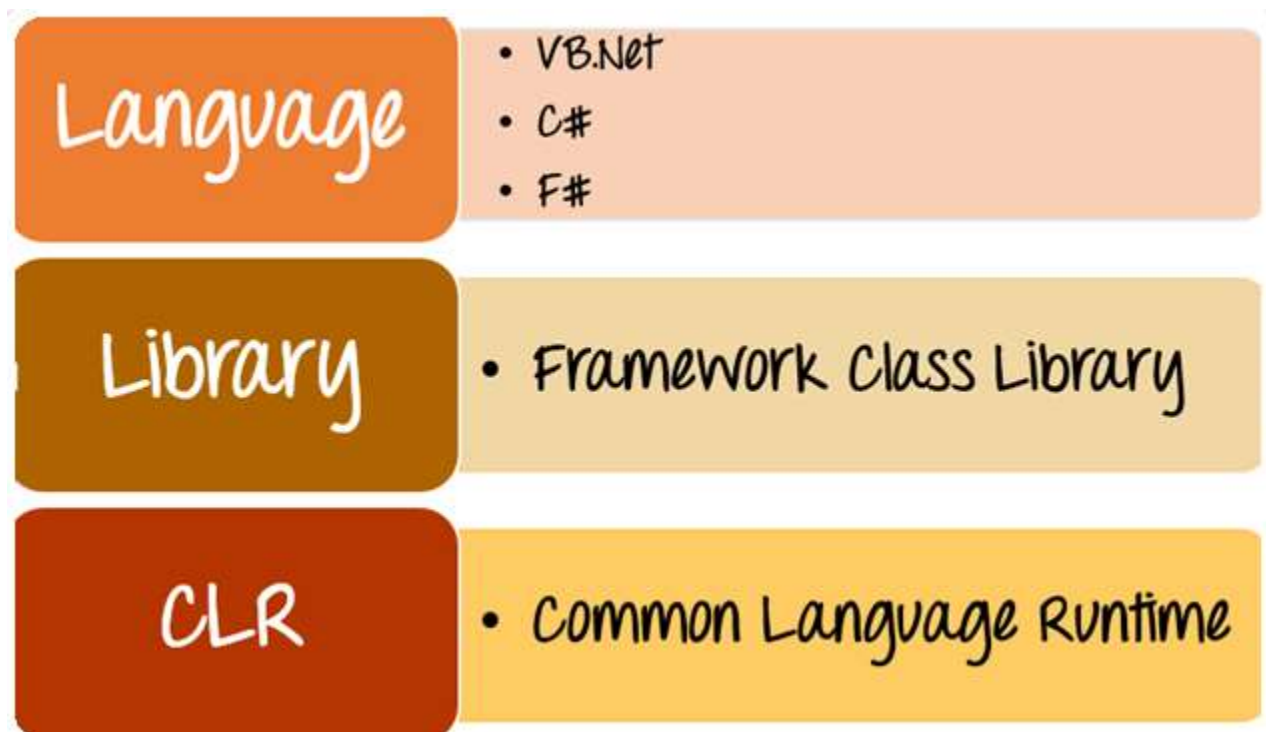 Language
• VB.Net
• C#
• F#
Library
• Framework Class Library
CLR
• Common Language Runtime